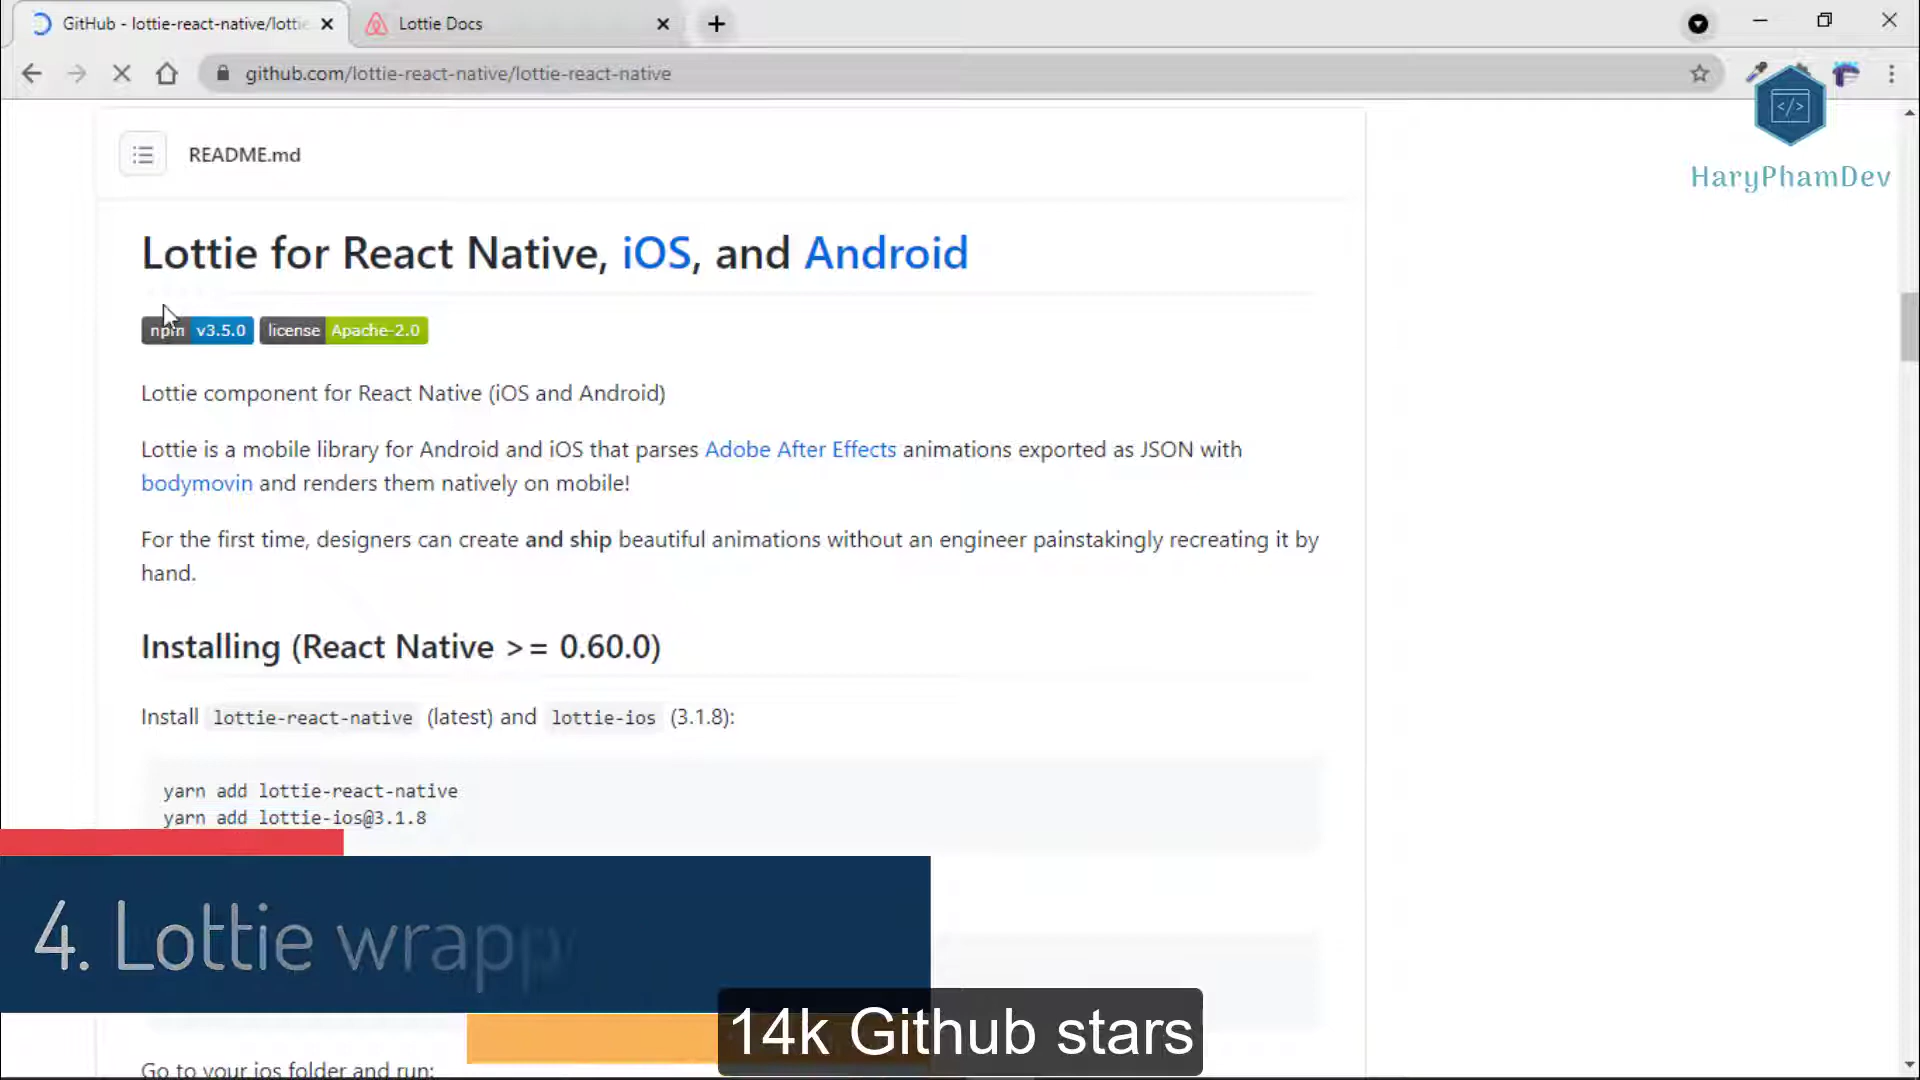 GitHub - lottie-react-native/lottie
Lottie Docs
github.com/lottie-react-native/lottie-react-native
</>
HaryPhamDev
README.md
Lottie for React Native, iOS, and Android
npm v3.5.0 license Apache-2.0
Lottie component for React Native (iOS and Android)
Lottie is a mobile library for Android and iOS that parses Adobe After Effects animations exported as JSON with
bodymovin and renders them natively on mobile!
For the first time, designers can create and ship beautiful animations without an engineer painstakingly recreating it by
hand.
Installing (React Native >= 0.60.0)
Install lottie-react-native (latest) and lottie-ios (3.1.8):
yarn add lottie-react-native
yarn add lottie-ios@3.1.8
4. Lottie wrapp
14k Github stars
Go to your ios folder and run: